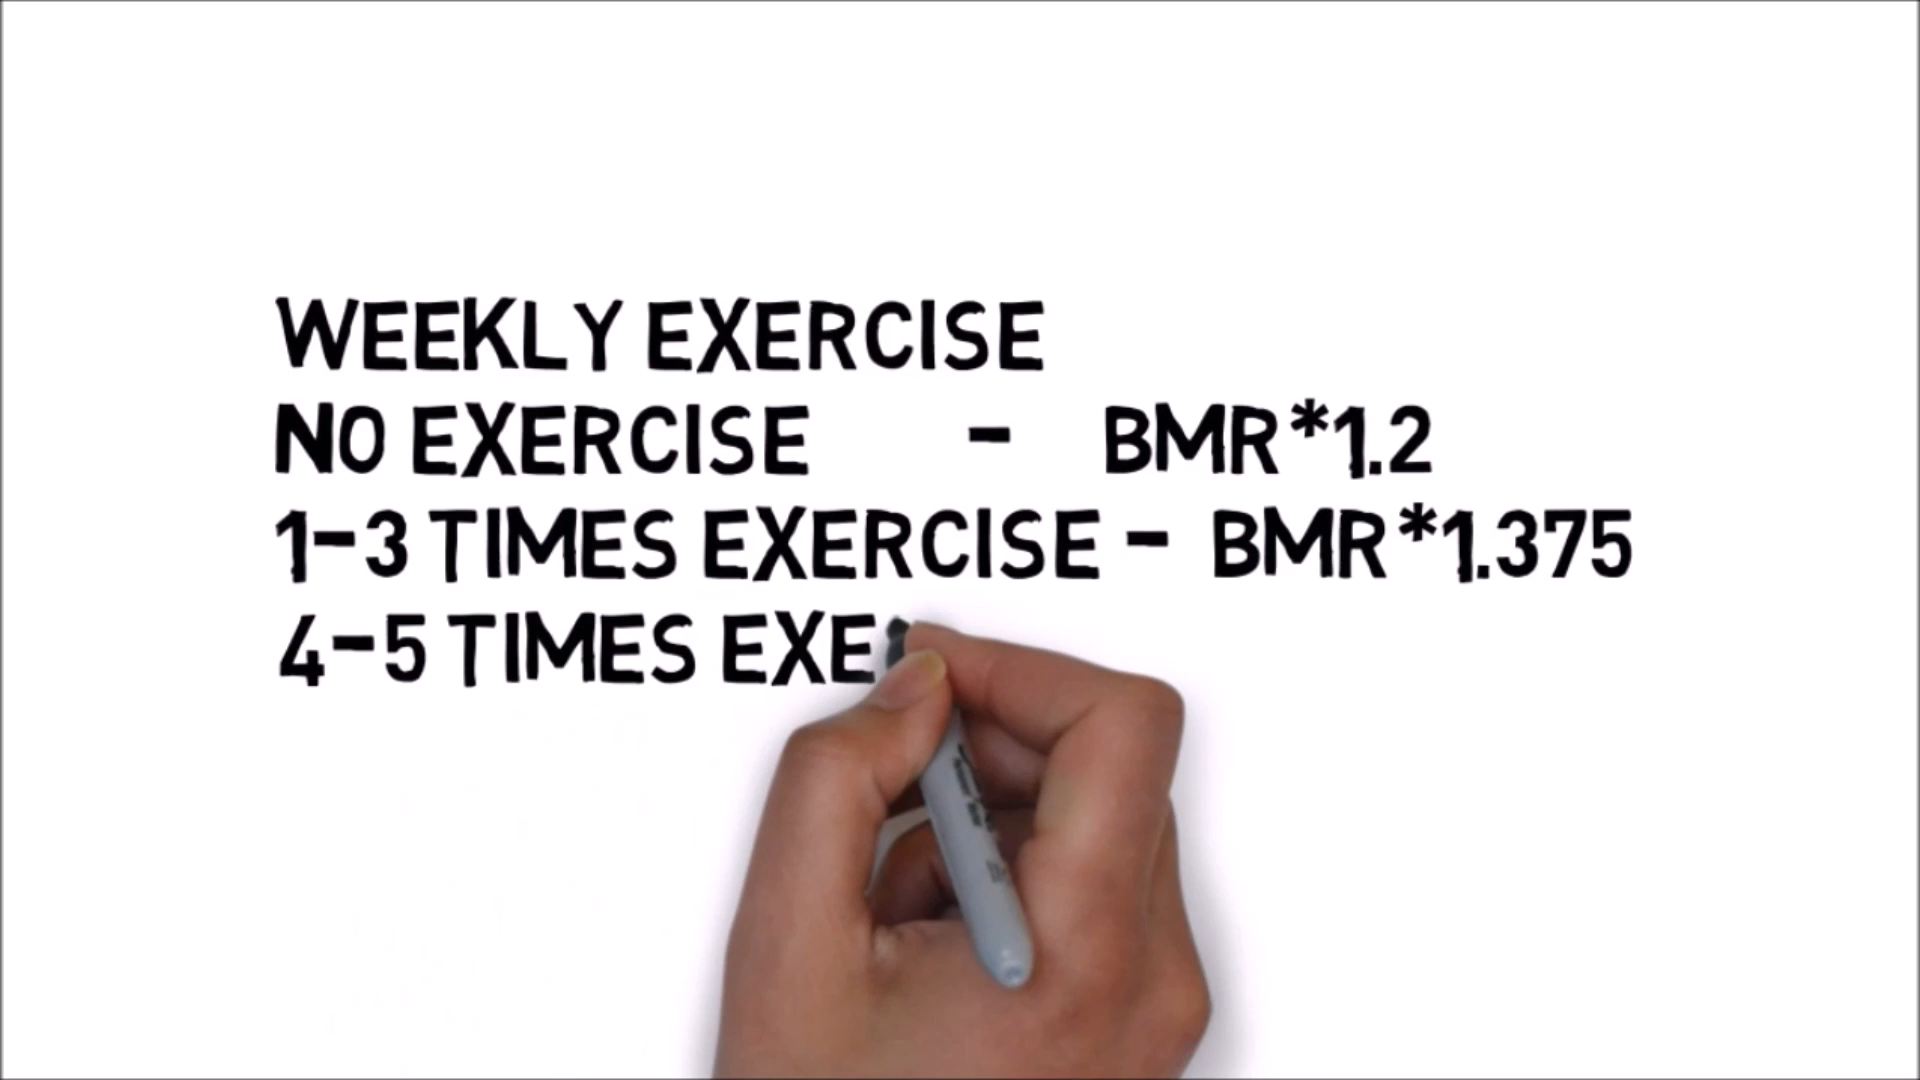 WEEKLY EXERCISE
NO EXERCISE - BMR*1.2
1-3 TIMES EXERCISE - BMR*1.375
4-5 TIMES EXE